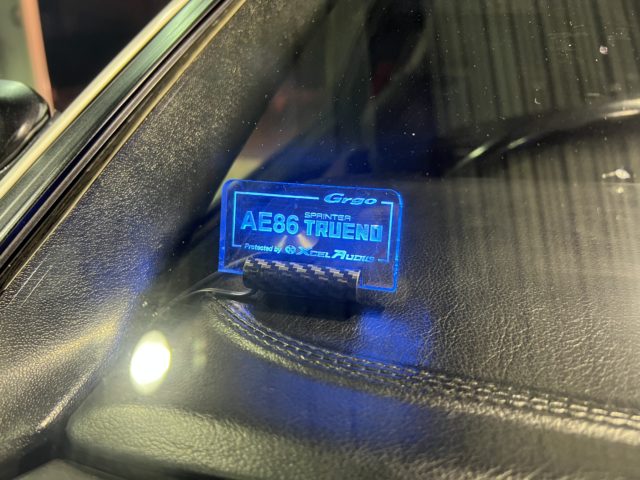 Grgo
AE86 SPRINTER TRUENO
Protected by XCEL AUDIO